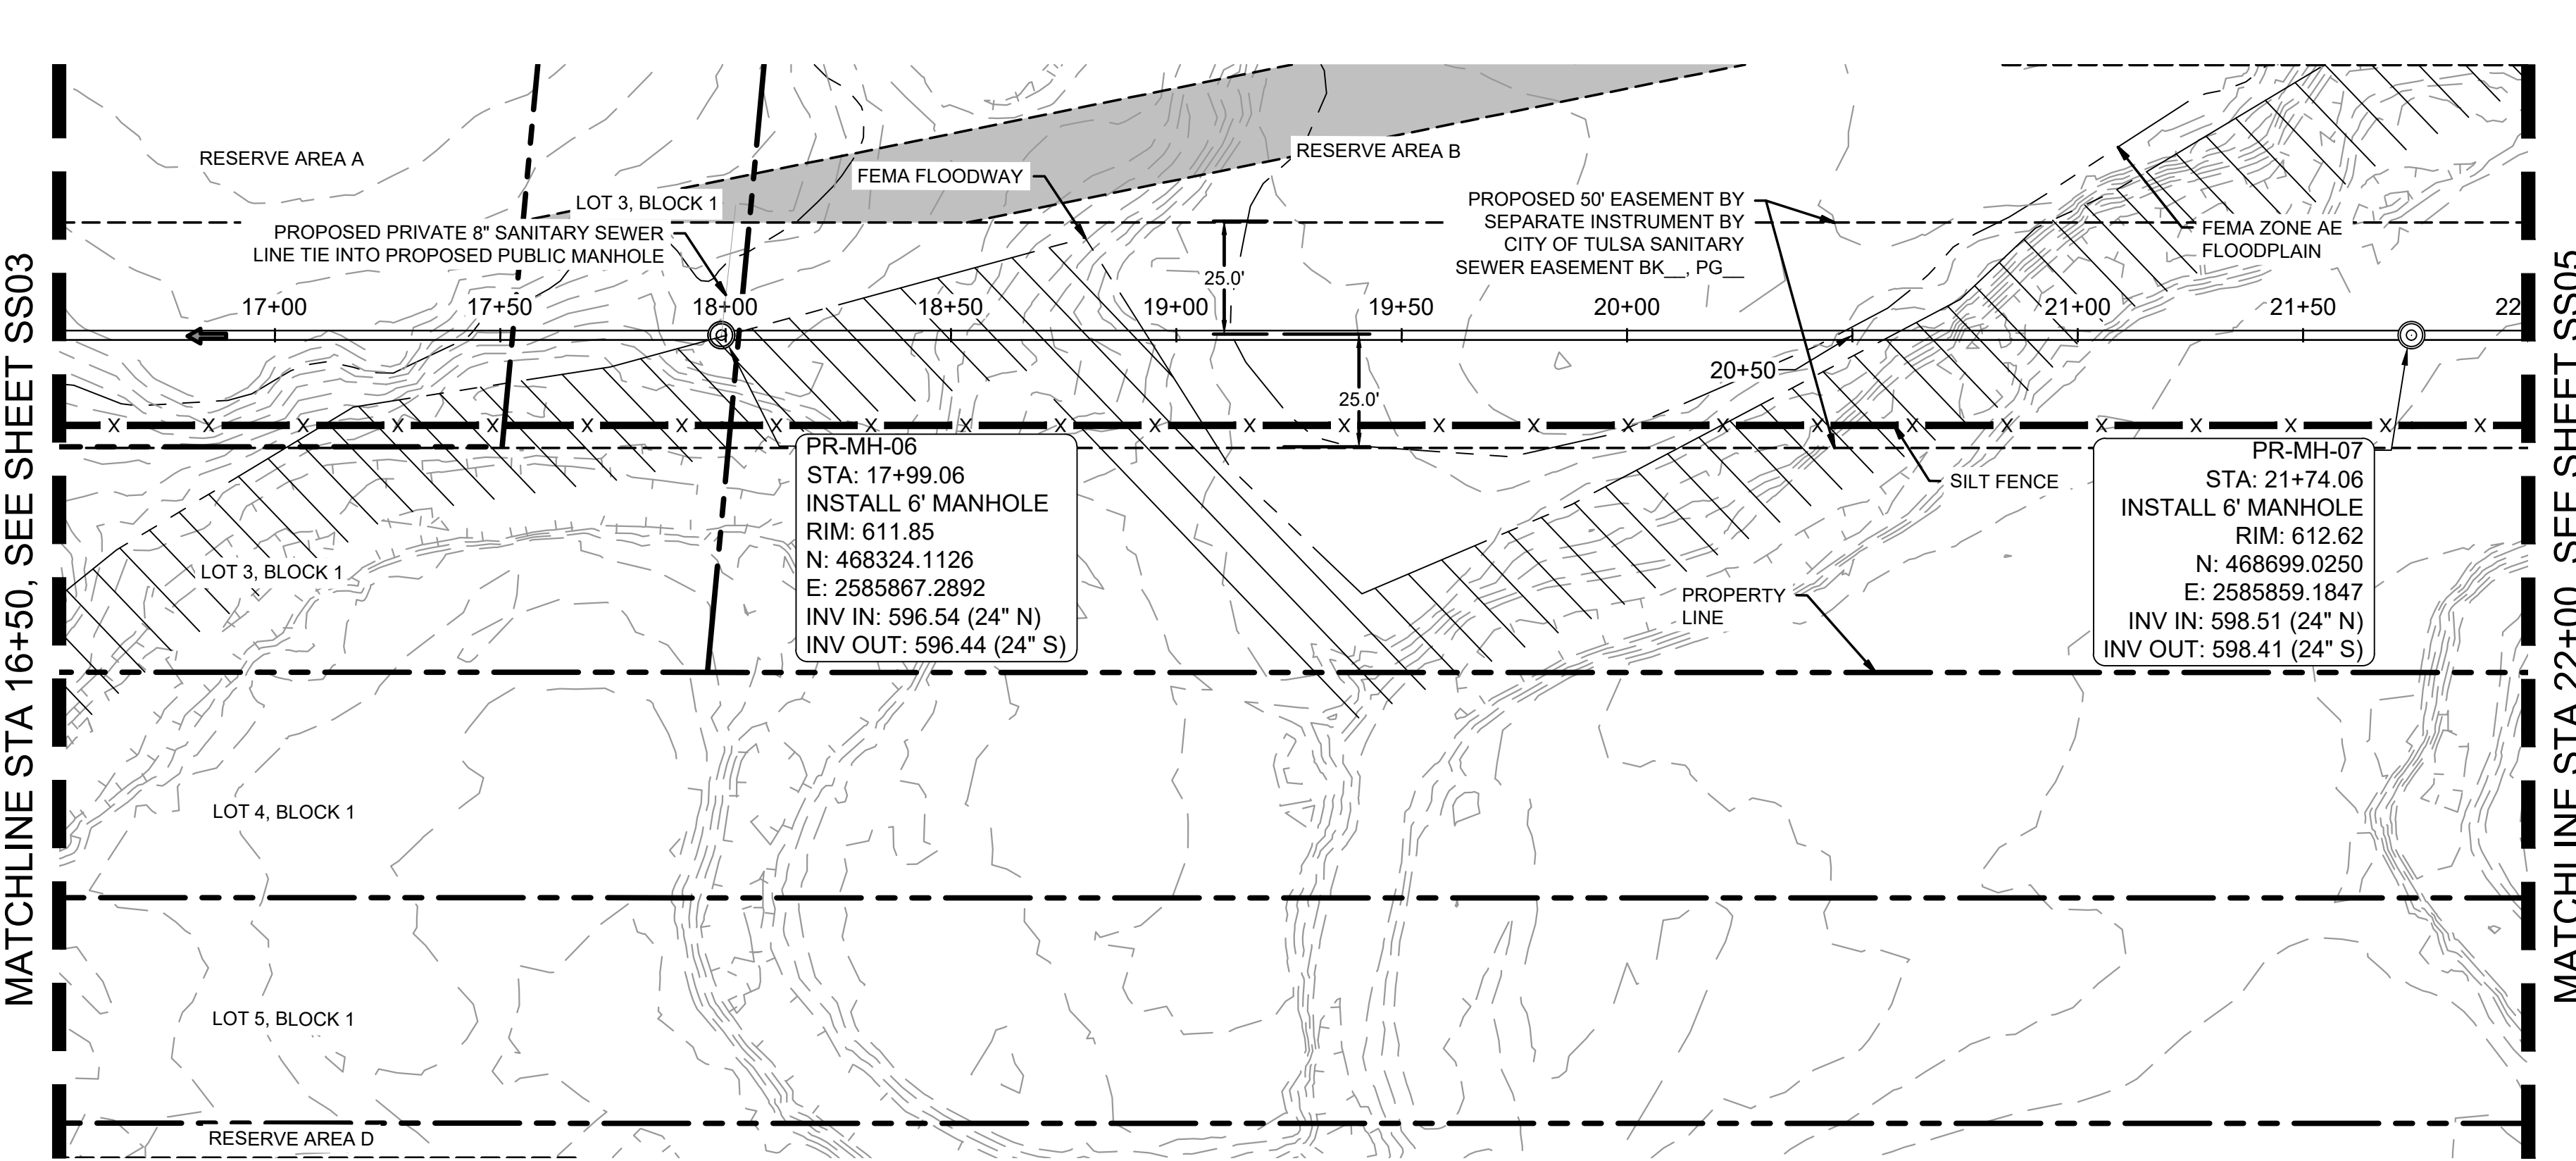 MATCHLINE STA 16+50, SEE SHEET SS03
RESERVE AREA A
LOT 3, BLOCK 1
FEMA FLOODWAY
RESERVE AREA B
PROPOSED PRIVATE 8" SANITARY SEWER
LINE TIE INTO PROPOSED PUBLIC MANHOLE
PROPOSED 50' EASEMENT BY
SEPARATE INSTRUMENT BY
CITY OF TULSA SANITARY
SEWER EASEMENT BK__, PG__
FEMA ZONE AE
FLOODPLAIN
25.0'
17+00
17+50
18+00
18+50
19+00
19+50
20+00
20+50
21+00
21+50
22
25.0'
X X X X X X X X X X X X X X X X X X X X X X X X X X
PR-MH-06
STA: 17+99.06
INSTALL 6' MANHOLE
RIM: 611.85
N: 468324.1126
E: 2585867.2892
INV IN: 596.54 (24" N)
INV OUT: 596.44 (24" S)
SILT FENCE
PR-MH-07
STA: 21+74.06
INSTALL 6' MANHOLE
RIM: 612.62
N: 468699.0250
E: 2585859.1847
INV IN: 598.51 (24" N)
INV OUT: 598.41 (24" S)
LOT 3, BLOCK 1
PROPERTY
LINE
LOT 4, BLOCK 1
LOT 5, BLOCK 1
RESERVE AREA D
MATCHLINE STA 22+00, SEE SHEET SS05